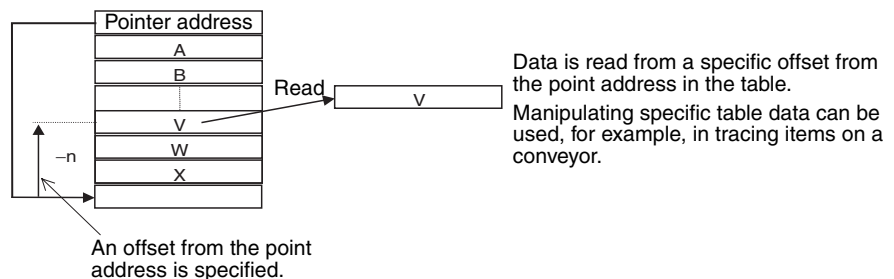 Pointer address
A
B
Read
V
V
W
X
–n
An offset from the point
address is specified.
Data is read from a specific offset from
the point address in the table.
Manipulating specific table data can be
used, for example, in tracing items on a
conveyor.